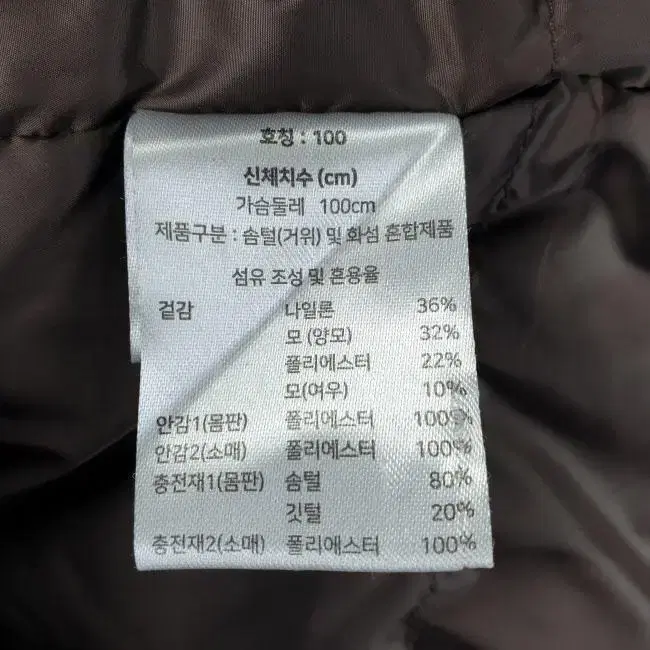 호칭 : 100
신체치수 (cm)
가슴둘레 100cm
제품구분 : 솜털(거위) 및 화섬 혼합제품
섬유 조성 및 혼용율
겉감 나일론 36%
모 (양모) 32%
폴리에스터 22%
모(여우) 10%
안감1(몸판) 폴리에스터 100%
안감2(소매) 폴리에스터 100%
충전재1(몸판) 솜털 80%
깃털 20%
충전재2(소매) 폴리에스터 100%